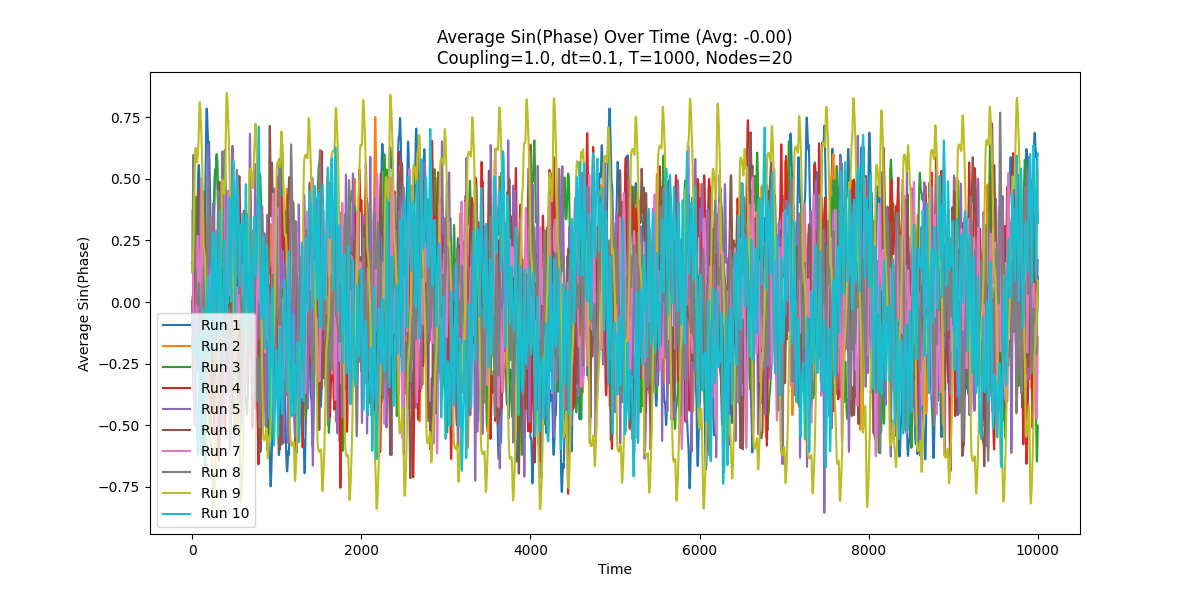 Average Sin(Phase) Over Time (Avg: -0.00)
Coupling=1.0, dt=0.1, T=1000, Nodes=20
Average Sin(Phase)
0.75
0.50
0.25
0.00
−0.25
−0.50
−0.75
Run 1
Run 2
Run 3
Run 4
Run 5
Run 6
Run 7
Run 8
Run 9
Run 10
0
2000
4000
6000
8000
10000
Time